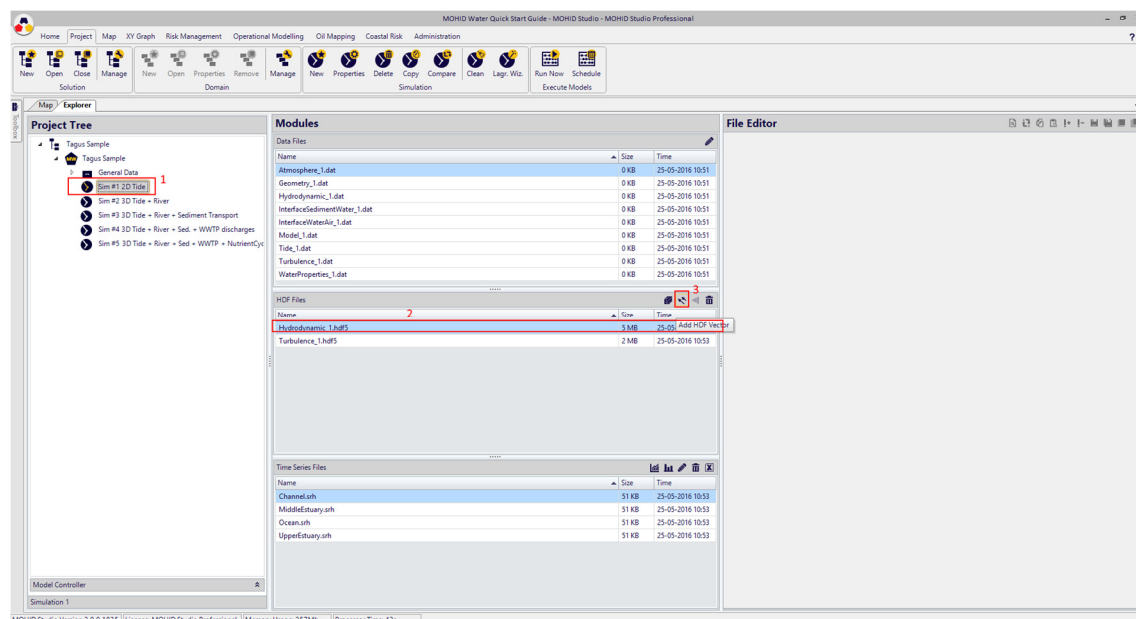 MOHID Water Quick Start Guide - MOHID Studio - MOHID Studio Professional
Home Project Map XY Graph Risk Management Operational Modelling Oil Mapping Coastal Risk Administration ?
New Open Close Manage New Open Properties Remove Manage New Properties Delete Copy Compare Clean Lagr. Wiz. Run Now Schedule
Solution Domain Simulation Execute Models
Toolbox
Map Explorer
Project Tree
Tagus Sample
MW Tagus Sample
General Data
Sim #1 2D Tide 1
Sim #2 3D Tide + River
Sim #3 3D Tide + River + Sediment Transport
Sim #4 3D Tide + River + Sed. + WWTP discharges
Sim #5 3D Tide + River + Sed + WWTP + NutrientCyc
Model Controller
Simulation 1
Modules
Data Files
Name Size Time
Atmosphere_1.dat 0 KB 25-05-2016 10:51
Geometry_1.dat 0 KB 25-05-2016 10:51
Hydrodynamic_1.dat 0 KB 25-05-2016 10:51
InterfaceSedimentWater_1.dat 0 KB 25-05-2016 10:51
InterfaceWaterAir_1.dat 0 KB 25-05-2016 10:51
Model_1.dat 0 KB 25-05-2016 10:51
Tide_1.dat 0 KB 25-05-2016 10:51
Turbulence_1.dat 0 KB 25-05-2016 10:51
WaterProperties_1.dat 0 KB 25-05-2016 10:51
HDF Files 3
Name 2 Size Time
Hydrodynamic_1.hdf5 5 MB 25-05 Add HDF Vector
Turbulence_1.hdf5 2 MB 25-05-2016 10:53
Time Series Files
Name Size Time
Channel.srh 51 KB 25-05-2016 10:53
MiddleEstuary.srh 51 KB 25-05-2016 10:53
Ocean.srh 51 KB 25-05-2016 10:53
UpperEstuary.srh 51 KB 25-05-2016 10:53
File Editor